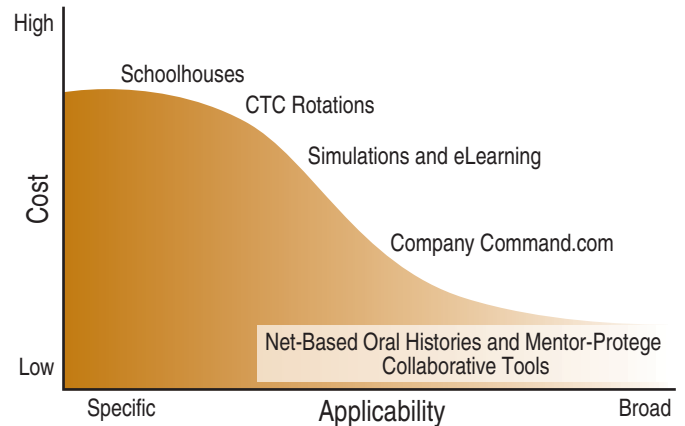 High
Schoolhouses
CTC Rotations
Simulations and eLearning
Cost
Company Command.com
Net-Based Oral Histories and Mentor-Protege
Collaborative Tools
Low
Specific
Applicability
Broad